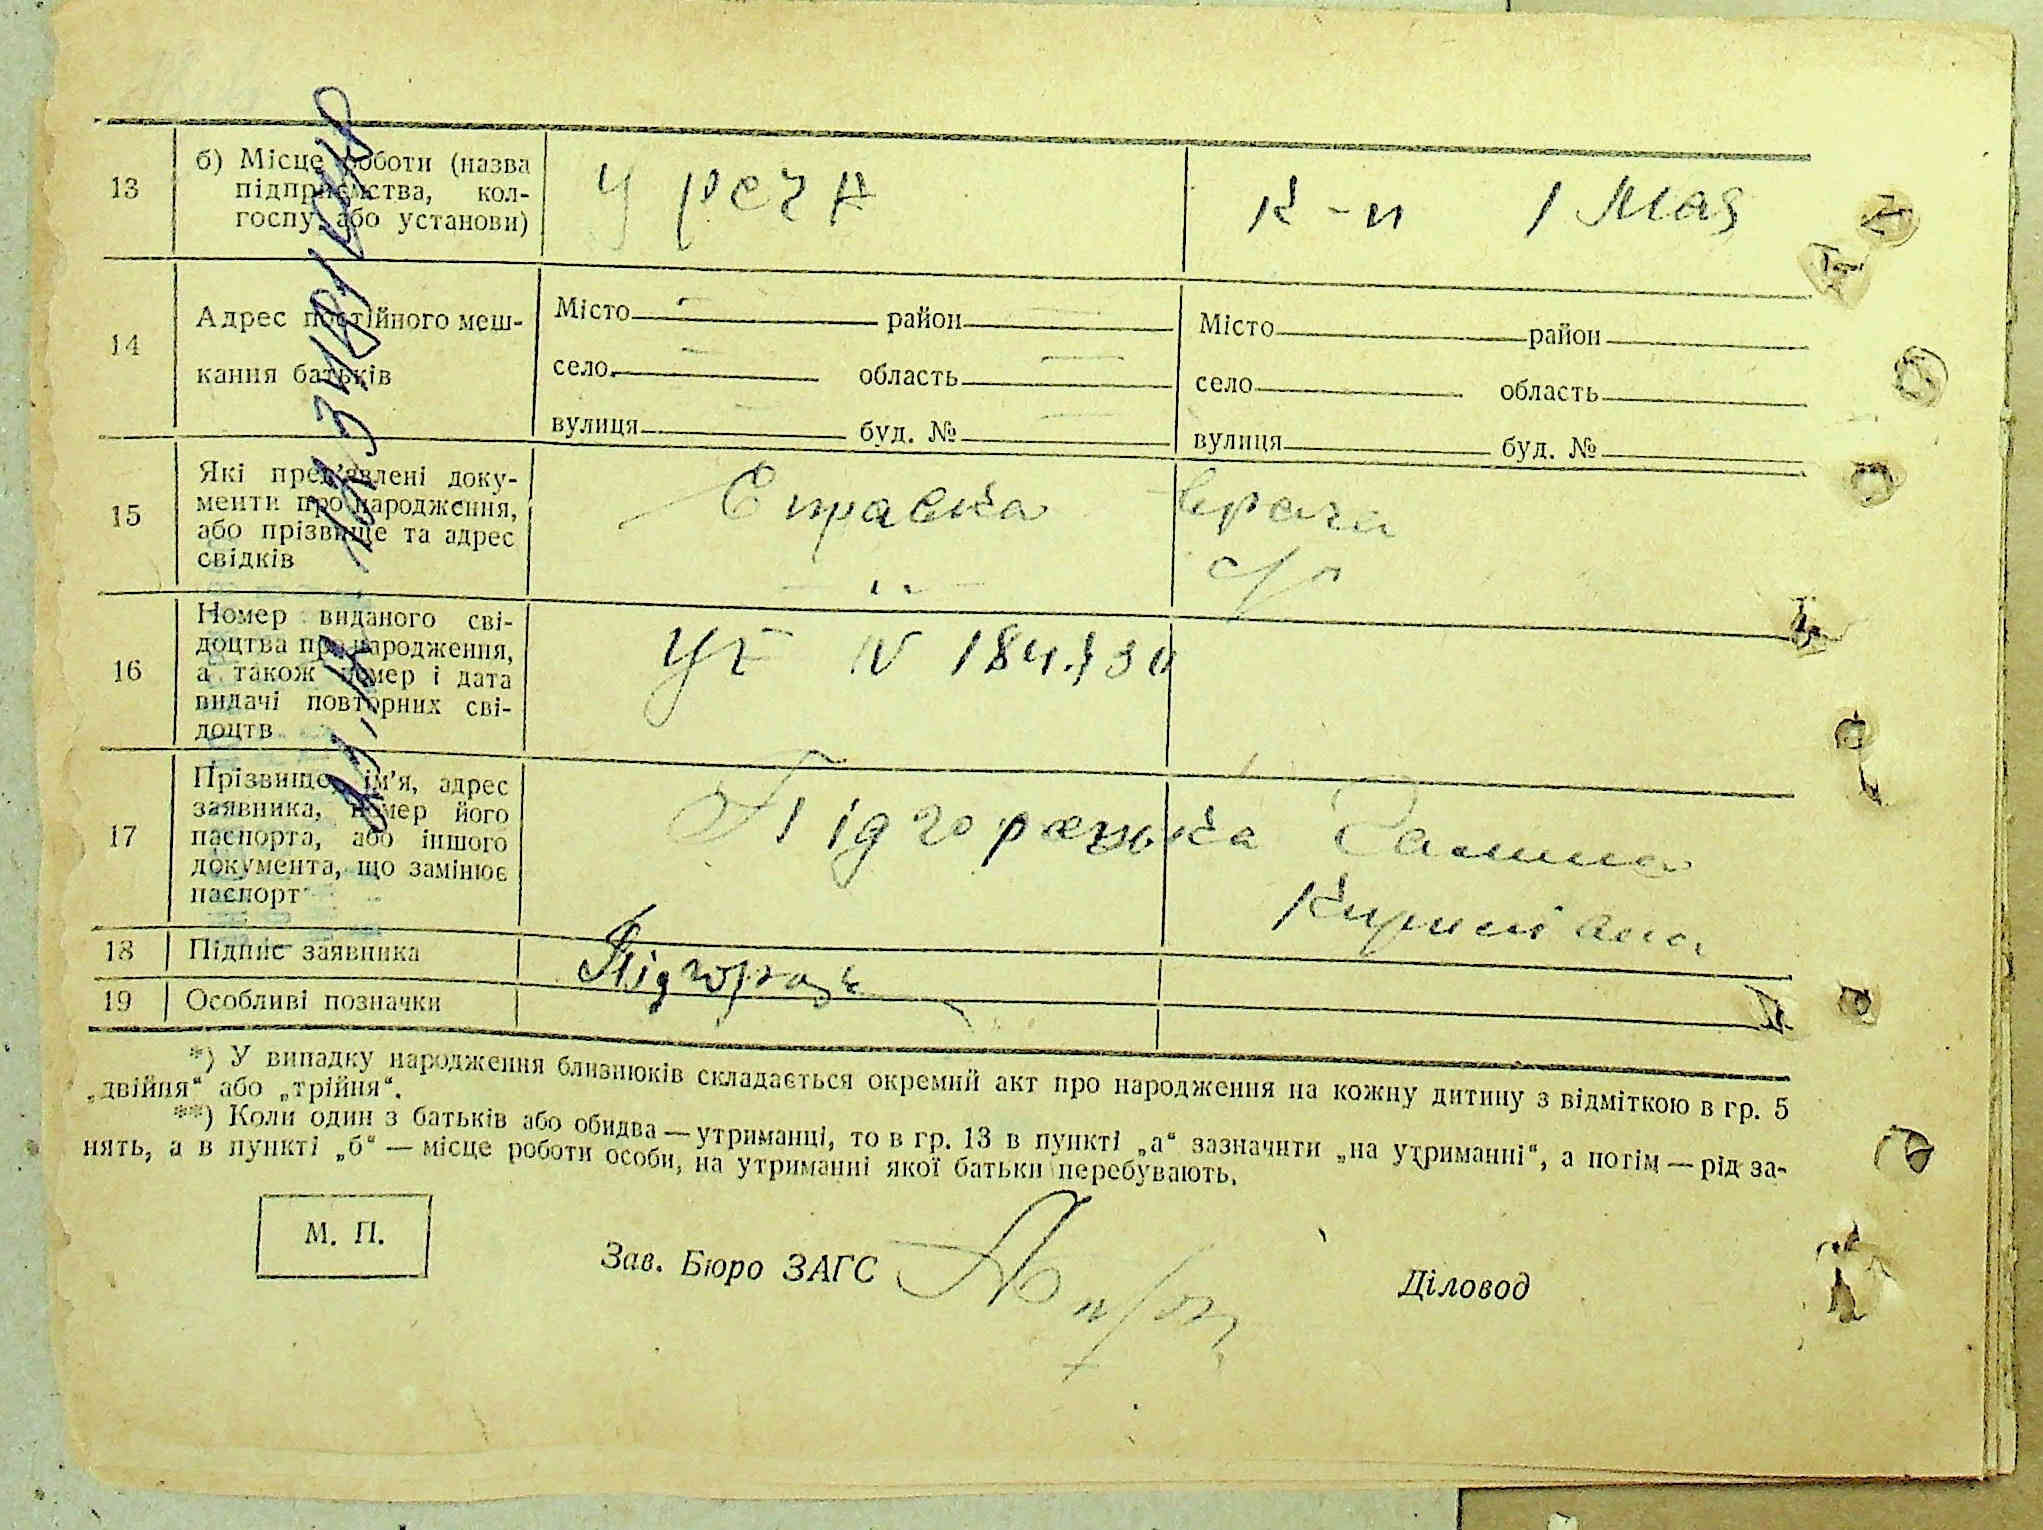 13
б) Місце роботи (назва
підприємства, кол-
госпу, або установи)
У РСЧА
к-п 1 Мая
14
Адрес постійного меш-
кання батьків
Місто — район
село — область —
вулиця — буд. № —
Місто район
село область
вулиця буд. №
15
Які пред'явлені доку-
менти про народження,
або прізвище та адрес
свідків
Справка врача
16
Номер виданого сві-
доцтва про народження,
а також номер і дата
видачі повторних сві-
доцтв
IV 184
17
Прізвище, ім'я, адрес
заявника, номер його
паспорта, або іншого
документа, що замінює
паспорт
Підгорецька Галина
18
Підпис заявника
19
Особливі позначки
*) У випадку народження близнюків складається окремий акт про народження на кожну дитину з відміткою в гр. 5
„двійня“ або „трійня“.
**) Коли один з батьків або обидва — утриманці, то в гр. 13 в пункті „а“ зазначити „на утриманні“, а потім — рід за-
нять, а в пункті „б“ — місце роботи особи, на утриманні якої батьки перебувають.
М. П.
Зав. Бюро ЗАГС
Діловод